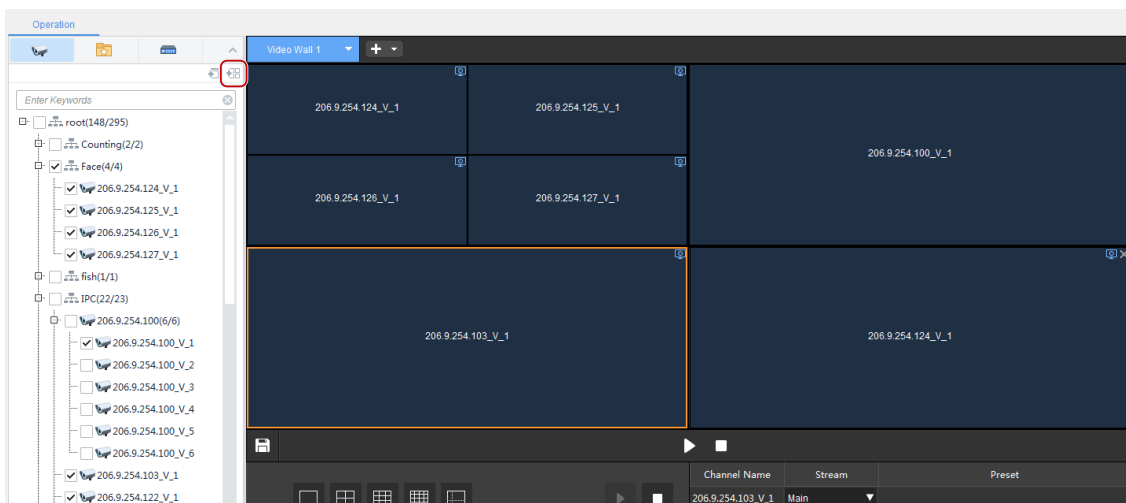 Operation
Video Wall 1
Enter Keywords
root(148/295)
Counting(2/2)
Face(4/4)
206.9.254.124_V_1
206.9.254.125_V_1
206.9.254.126_V_1
206.9.254.127_V_1
fish(1/1)
IPC(22/23)
206.9.254.100(6/6)
206.9.254.100_V_1
206.9.254.100_V_2
206.9.254.100_V_3
206.9.254.100_V_4
206.9.254.100_V_5
206.9.254.100_V_6
206.9.254.103_V_1
206.9.254.122_V_1
206.9.254.124_V_1
206.9.254.125_V_1
206.9.254.100_V_1
206.9.254.126_V_1
206.9.254.127_V_1
206.9.254.103_V_1
206.9.254.124_V_1
Channel Name Stream Preset
206.9.254.103_V_1 Main